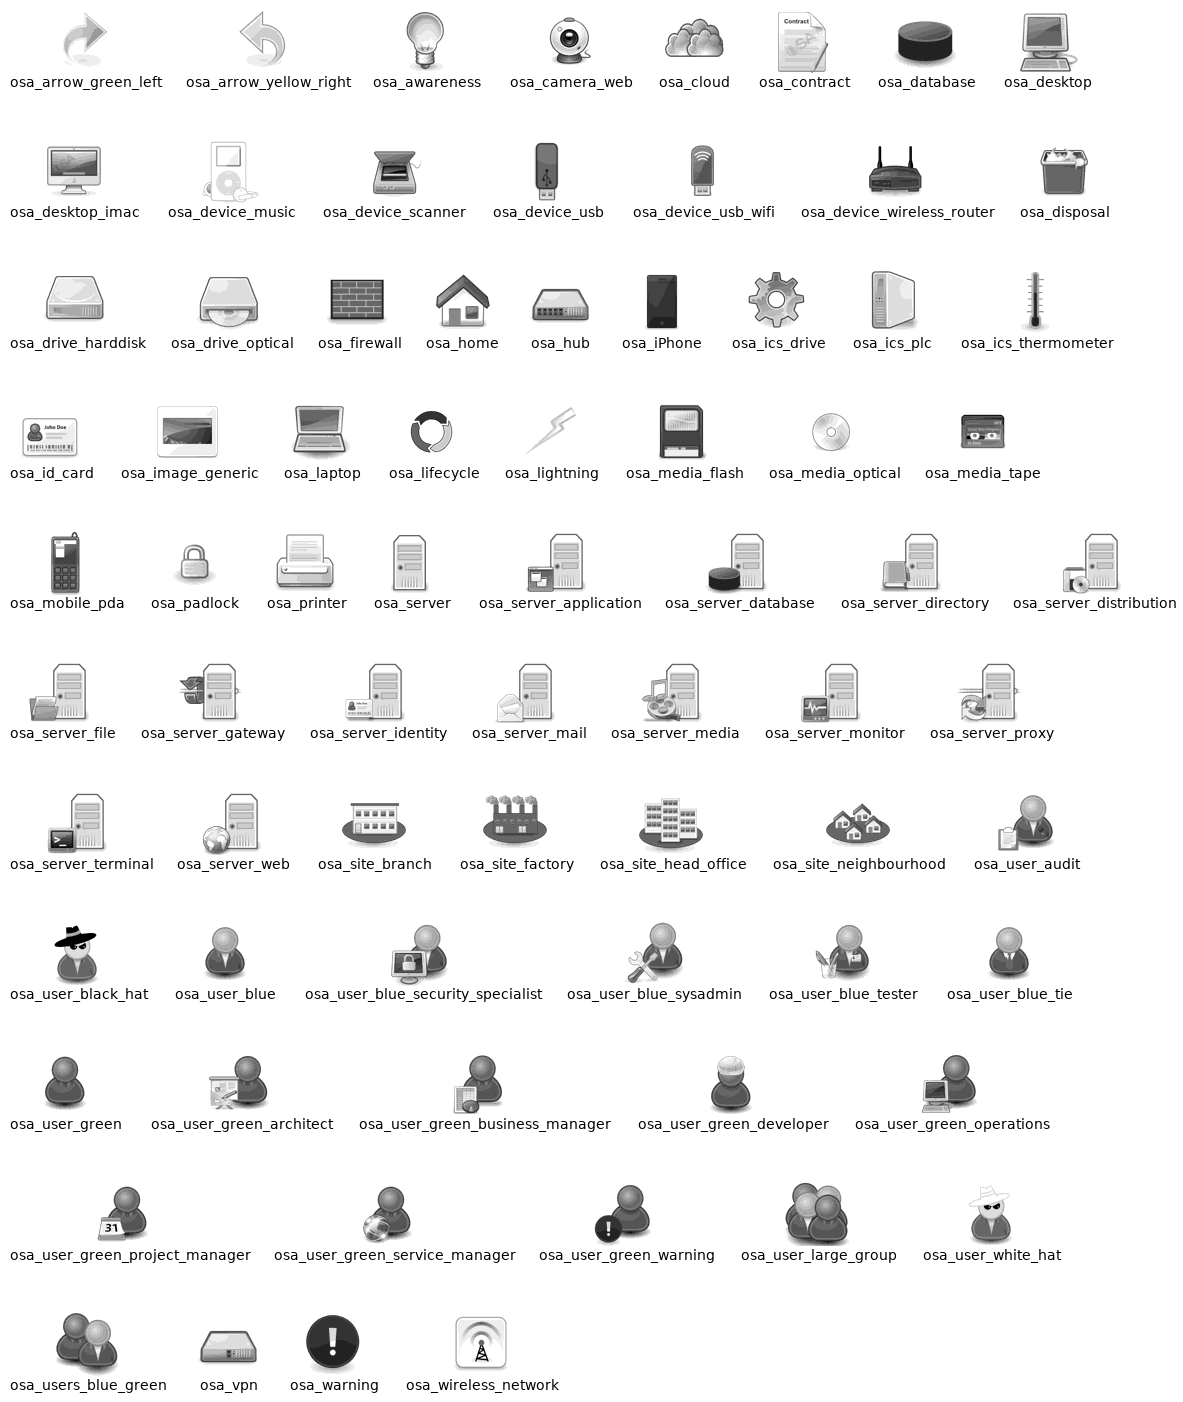 Contract
osa_arrow_green_left osa_arrow_yellow_right osa_awareness osa_camera_web osa_cloud osa_contract osa_database osa_desktop
osa_desktop_imac osa_device_music osa_device_scanner osa_device_usb osa_device_usb_wifi osa_device_wireless_router osa_disposal
osa_drive_harddisk osa_drive_optical osa_firewall osa_home osa_hub osa_iPhone osa_ics_drive osa_ics_plc osa_ics_thermometer
John Doe
osa_id_card osa_image_generic osa_laptop osa_lifecycle osa_lightning osa_media_flash osa_media_optical osa_media_tape
osa_mobile_pda osa_padlock osa_printer osa_server osa_server_application osa_server_database osa_server_directory osa_server_distribution
osa_server_file osa_server_gateway osa_server_identity osa_server_mail osa_server_media osa_server_monitor osa_server_proxy
>_
osa_server_terminal osa_server_web osa_site_branch osa_site_factory osa_site_head_office osa_site_neighbourhood osa_user_audit
osa_user_black_hat osa_user_blue osa_user_blue_security_specialist osa_user_blue_sysadmin osa_user_blue_tester osa_user_blue_tie
osa_user_green osa_user_green_architect osa_user_green_business_manager osa_user_green_developer osa_user_green_operations
31 !
osa_user_green_project_manager osa_user_green_service_manager osa_user_green_warning osa_user_large_group osa_user_white_hat
!
osa_users_blue_green osa_vpn osa_warning osa_wireless_network